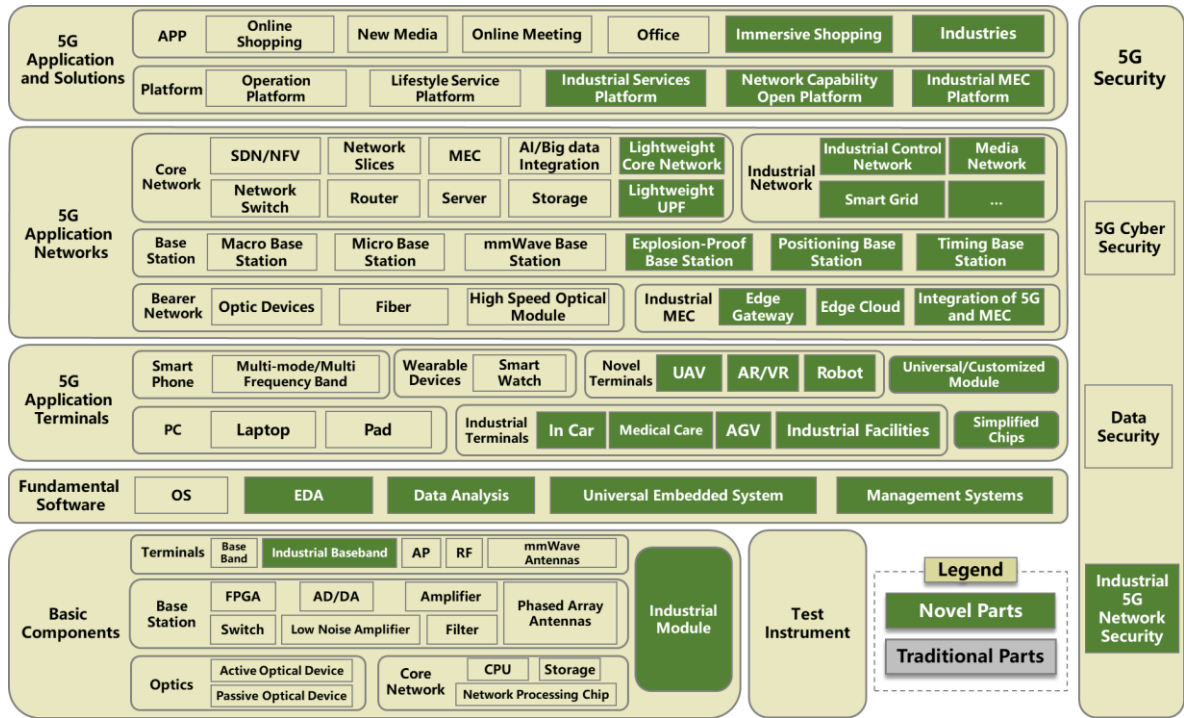 5G
Application
and Solutions
APP
Online
Shopping
New Media
Online Meeting
Office
Immersive Shopping
Industries
Platform
Operation
Platform
Lifestyle Service
Platform
Industrial Services
Platform
Network Capability
Open Platform
Industrial MEC
Platform
5G
Application
Networks
Core
Network
SDN/NFV
Network
Slices
MEC
AI/Big data
Integration
Lightweight
Core Network
Network
Switch
Router
Server
Storage
Lightweight
UPF
Industrial
Network
Industrial Control
Network
Media
Network
Smart Grid
...
Base
Station
Macro Base
Station
Micro Base
Station
mmWave Base
Station
Explosion-Proof
Base Station
Positioning Base
Station
Timing Base
Station
Bearer
Network
Optic Devices
Fiber
High Speed Optical
Module
Industrial
MEC
Edge
Gateway
Edge Cloud
Integration of 5G
and MEC
5G
Application
Terminals
Smart
Phone
Multi-mode/Multi
Frequency Band
Wearable
Devices
Smart
Watch
Novel
Terminals
UAV
AR/VR
Robot
Universal/Customized
Module
PC
Laptop
Pad
Industrial
Terminals
In Car
Medical Care
AGV
Industrial Facilities
Simplified
Chips
Fundamental
Software
OS
EDA
Data Analysis
Universal Embedded System
Management Systems
Basic
Components
Terminals
Base
Band
Industrial Baseband
AP
RF
mmWave
Antennas
Base
Station
FPGA
AD/DA
Amplifier
Phased Array
Antennas
Switch
Low Noise Amplifier
Filter
Optics
Active Optical Device
Passive Optical Device
Core
Network
CPU
Storage
Network Processing Chip
Industrial
Module
Test
Instrument
Legend
Novel Parts
Traditional Parts
5G
Security
5G Cyber
Security
Data
Security
Industrial
5G
Network
Security